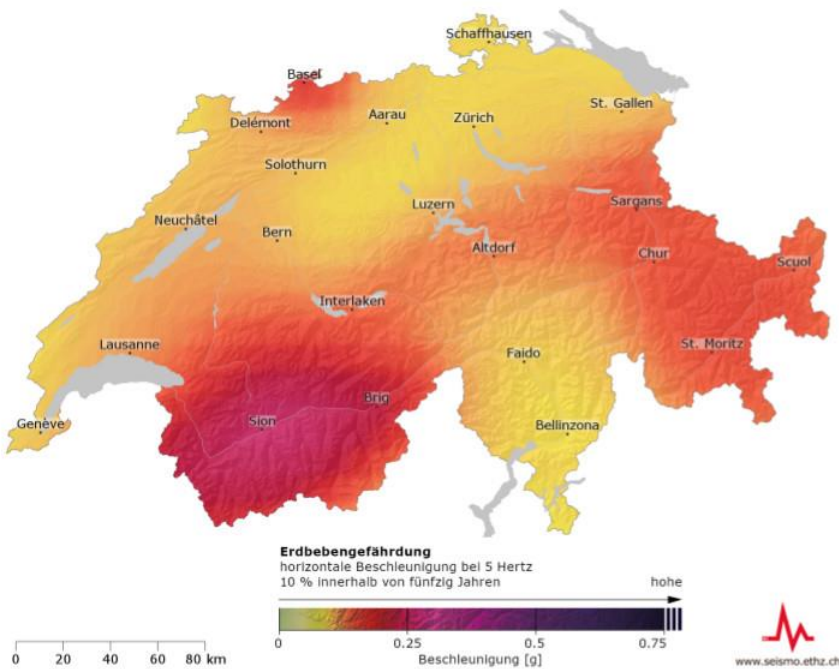 Schaffhausen
Basel
St. Gallen
Aarau
Zürich
Delémont
Solothurn
Sargans
Luzern
Neuchâtel
Bern
Altdorf
Chur
Scuol
Interlaken
Lausanne
St. Moritz
Faido
Brig
Sion
Genève
Bellinzona
Erdbebengefährdung
horizontale Beschleunigung bei 5 Hertz
10 % innerhalb von fünfzig Jahren hohe
0 0.25 0.5 0.75
Beschleunigung [g]
0 20 40 60 80 km
www.seismo.ethz.ch